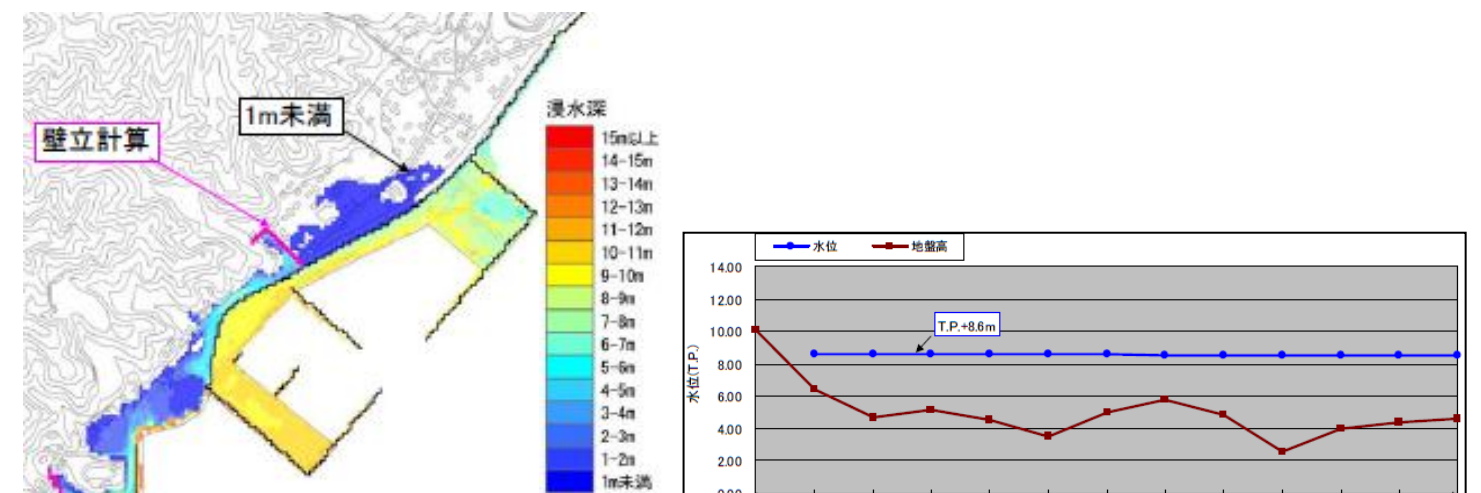 1m未満
壁立計算
浸水深
15m以上
14-15m
13-14m
12-13m
11-12m
10-11m
9-10m
8-9m
7-8m
6-7m
5-6m
4-5m
3-4m
2-3m
1-2m
1m未満
水位
地盤高
水位(T.P.)
14.00
12.00
10.00
8.00
6.00
4.00
2.00
0.00
T.P.+8.6m